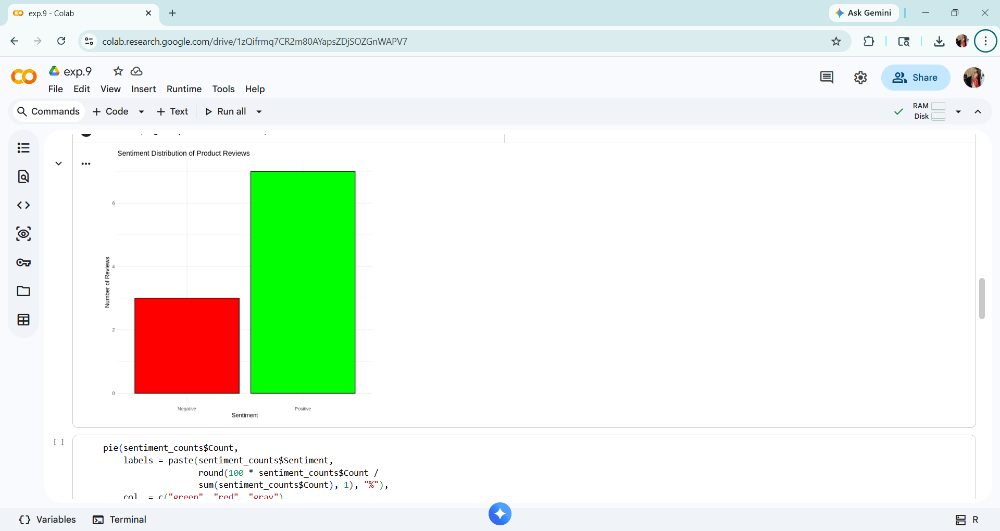 exp.9 - Colab
Ask Gemini
colab.research.google.com/drive/1zQifrmq7CR2m80AYapsZDjSOZGnWAPV7
exp.9
File Edit View Insert Runtime Tools Help
Share
Commands + Code + Text Run all
RAM
Disk
Sentiment Distribution of Product Reviews
6
4
2
0
Number of Reviews
Negative Positive
Sentiment
[ ]
pie(sentiment_counts$Count,
labels = paste(sentiment_counts$Sentiment,
round(100 * sentiment_counts$Count /
sum(sentiment_counts$Count), 1), "%"),
col = c("green", "red", "gray"),
Variables Terminal
R